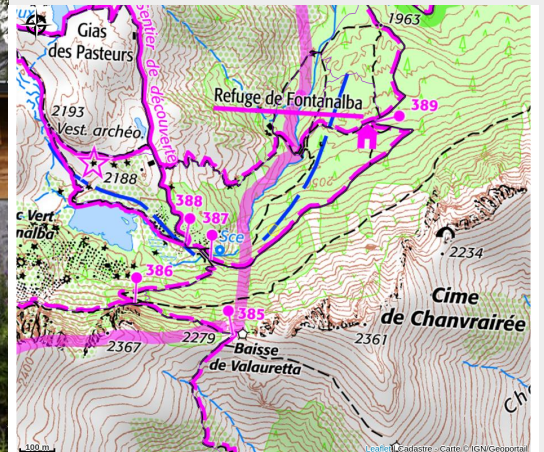 1963
Gias
des Pasteurs
Sentier de découverte
Refuge de Fontanalba
389
2193
Vest. archéo.
2188
2050
388
387
Sce
c Vert
nalba
2234
386
Cime
de Chanvrairée
385
2279
2367
2361
Baisse
de Valauretta
Ch
100 m
Leaflet | Cadastre - Carte © IGN/Geoportail